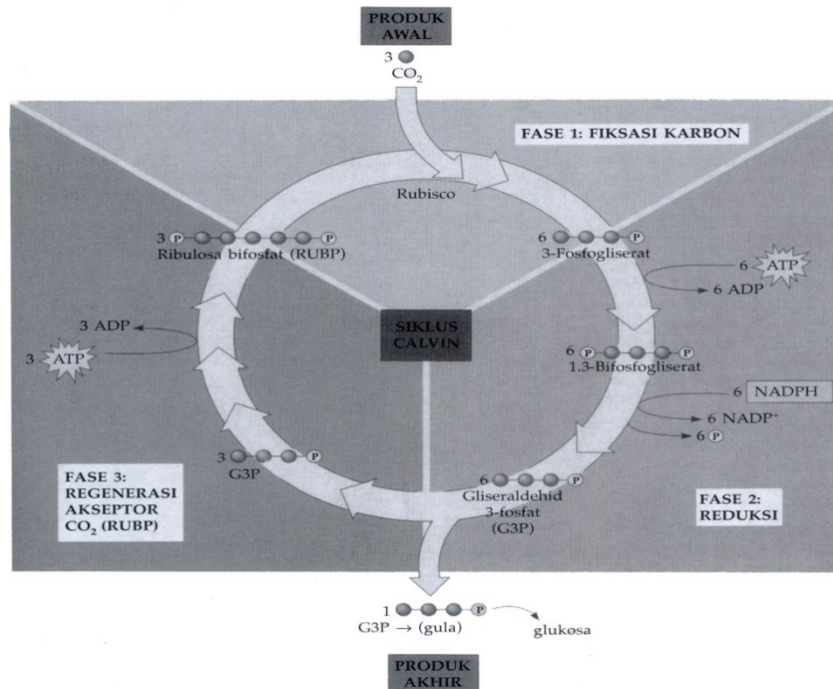 PRODUK
AWAL
3
CO₂
FASE 1: FIKSASI KARBON
Rubisco
3 P P
Ribulosa bifosfat (RUBP)
6 P
3-Fosfogliserat
6 ATP
6 ADP
3 ADP
3 ATP
SIKLUS
CALVIN
6 P P
1.3-Bifosfogliserat
6 NADPH
6 NADP⁺
6 P
3 P
G3P
6 P
Gliseraldehid
3-fosfat
(G3P)
FASE 3:
REGENERASI
AKSEPTOR
CO₂ (RUBP)
FASE 2:
REDUKSI
1 P
G3P → (gula)
glukosa
PRODUK
AKHIR